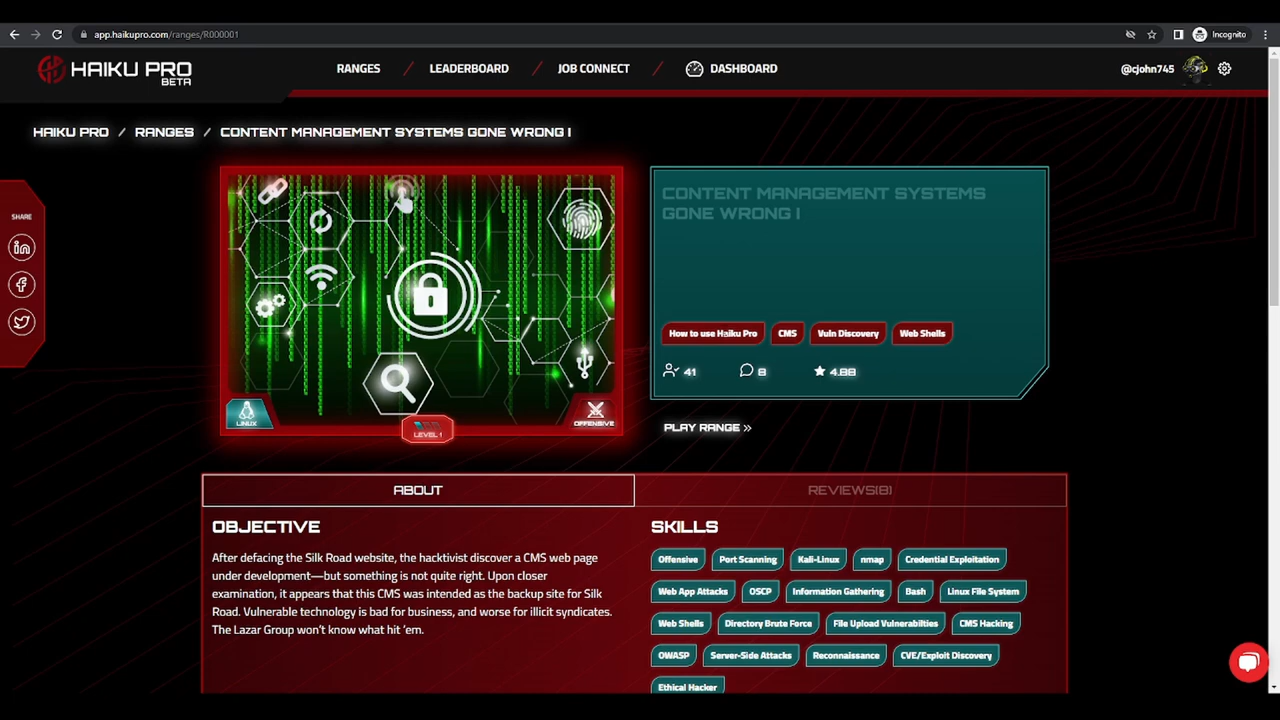 app.haikupro.com/ranges/R000001
Incognito
HAIKU PRO
BETA
RANGES / LEADERBOARD / JOB CONNECT / DASHBOARD
@cjohn745
HAIKU PRO / RANGES / CONTENT MANAGEMENT SYSTEMS GONE WRONG I
SHARE
LINUX
LEVEL 1
OFFENSIVE
CONTENT MANAGEMENT SYSTEMS
GONE WRONG I
How to use Haiku Pro CMS Vuln Discovery Web Shells
41 8 4.88
PLAY RANGE »
ABOUT
REVIEWS(8)
OBJECTIVE
After defacing the Silk Road website, the hacktivist discover a CMS web page
under development—but something is not quite right. Upon closer
examination, it appears that this CMS was intended as the backup site for Silk
Road. Vulnerable technology is bad for business, and worse for illicit syndicates.
The Lazar Group won't know what hit 'em.
SKILLS
Offensive Port Scanning Kali-Linux nmap Credential Exploitation
Web App Attacks OSCP Information Gathering Bash Linux File System
Web Shells Directory Brute Force File Upload Vulnerabilties CMS Hacking
OWASP Server-Side Attacks Reconnaissance CVE/Exploit Discovery
Ethical Hacker